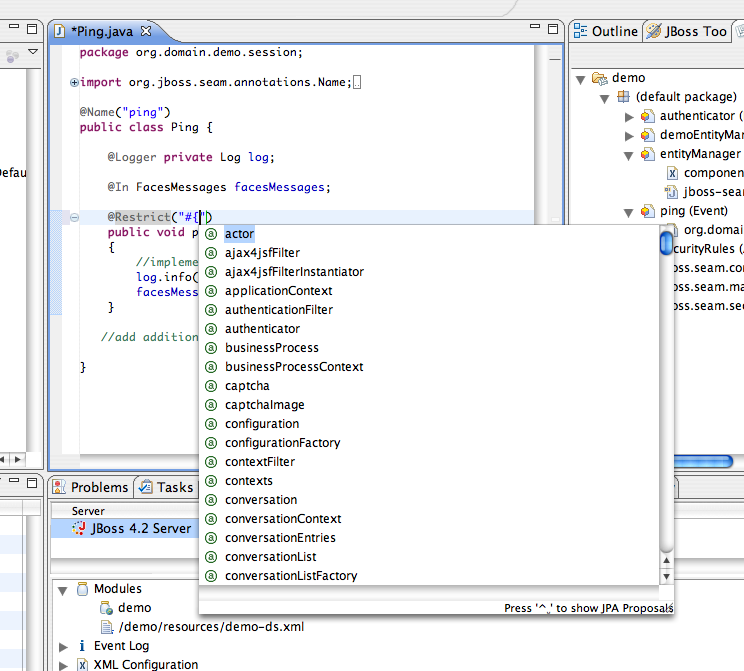 *Ping.java
package org.domain.demo.session;
import org.jboss.seam.annotations.Name;
@Name("ping")
public class Ping {
@Logger private Log log;
@In FacesMessages facesMessages;
@Restrict("#{")
public void p
{
//impleme
log.info(
facesMess
}
//add addition
}
actor
ajax4jsfFilter
ajax4jsfFilterInstantiator
applicationContext
authenticationFilter
authenticator
businessProcess
businessProcessContext
captcha
captchaImage
configuration
configurationFactory
contextFilter
contexts
conversation
conversationContext
conversationEntries
conversationList
conversationListFactory
Press '^.' to show JPA Proposals
Outline
JBoss Too
demo
(default package)
authenticator (
demoEntityMa
entityManager
componen
jboss-sea
ping (Event)
org.domai
curityRules (
oss.seam.co
oss.seam.ma
oss.seam.se
Defau
Problems
Tasks
Server
JBoss 4.2 Server
Modules
demo
/demo/resources/demo-ds.xml
Event Log
XML Configuration